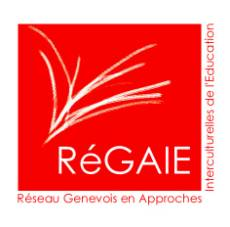 RéGAIE
Réseau Genevois en Approches
Interculturelles de l'Education